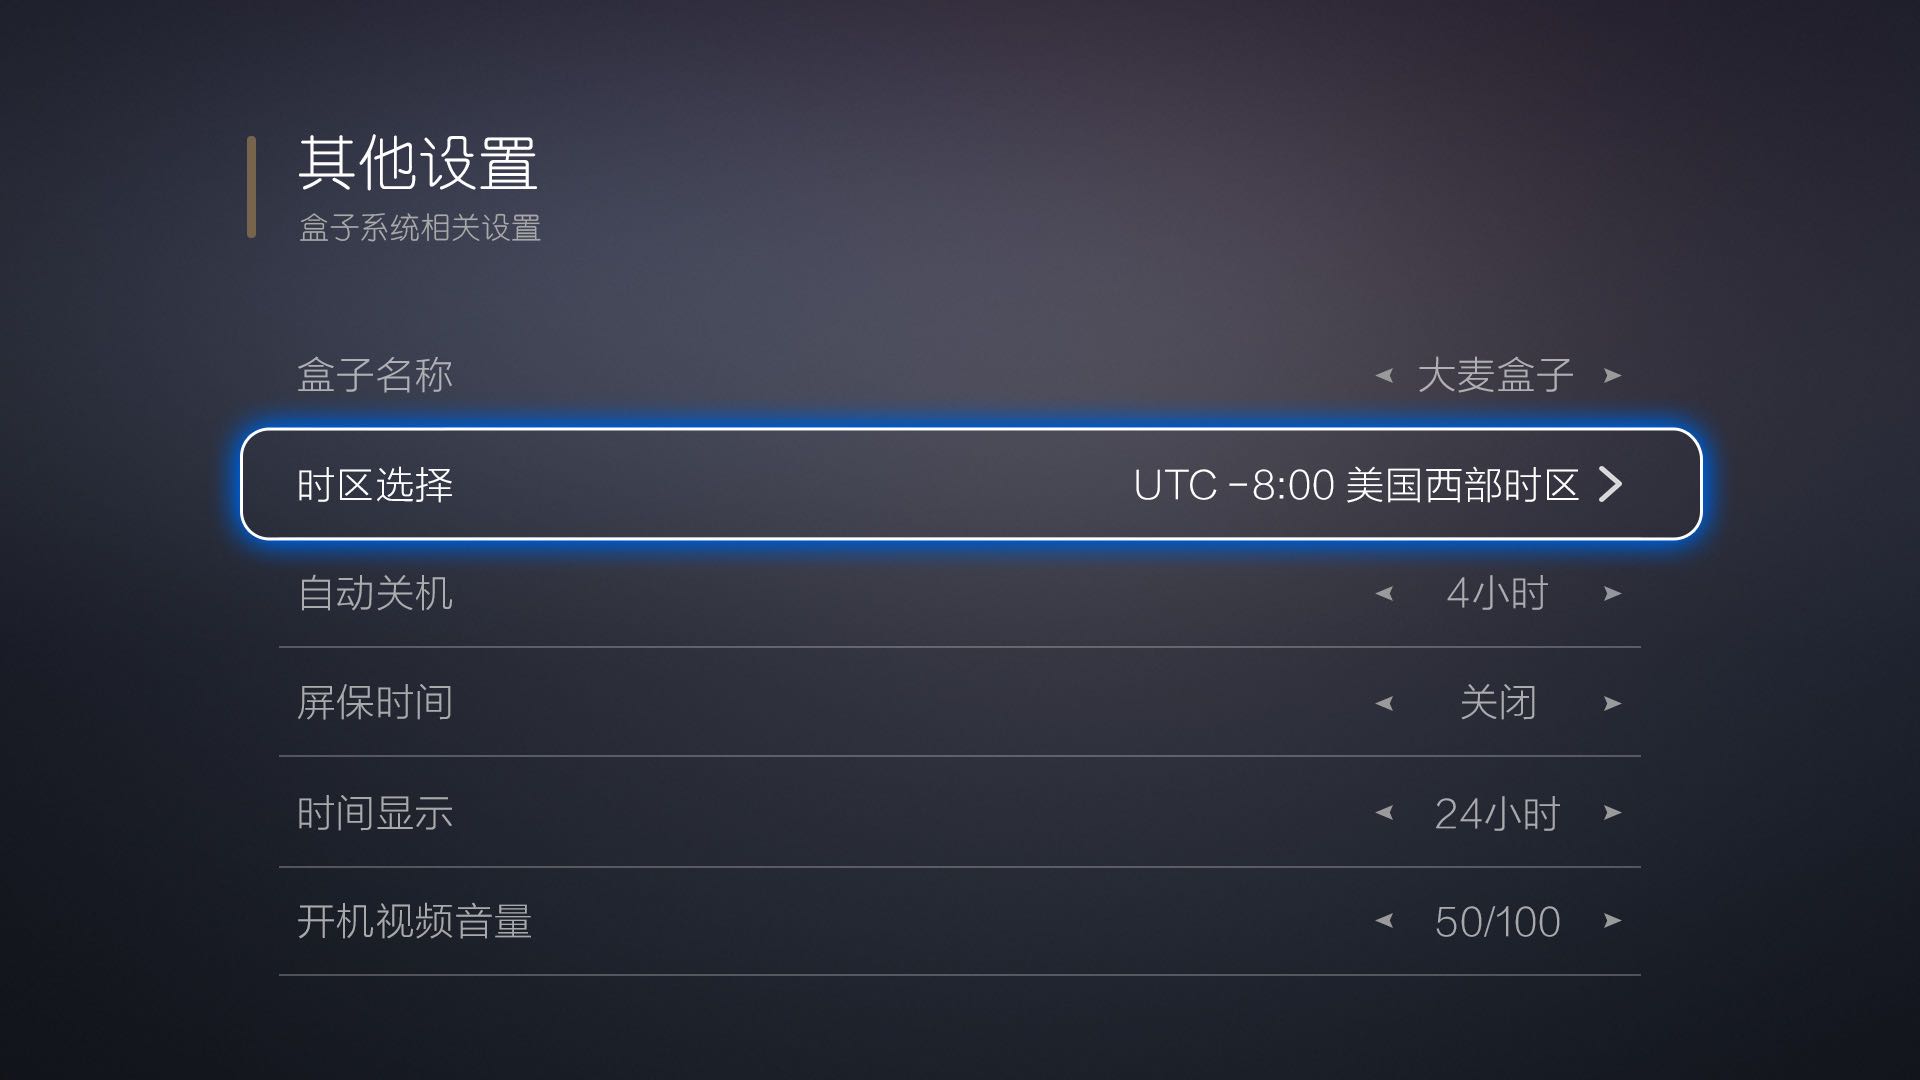 其他设置
盒子系统相关设置
盒子名称 大麦盒子
时区选择 UTC -8:00 美国西部时区
自动关机 4小时
屏保时间 关闭
时间显示 24小时
开机视频音量 50/100